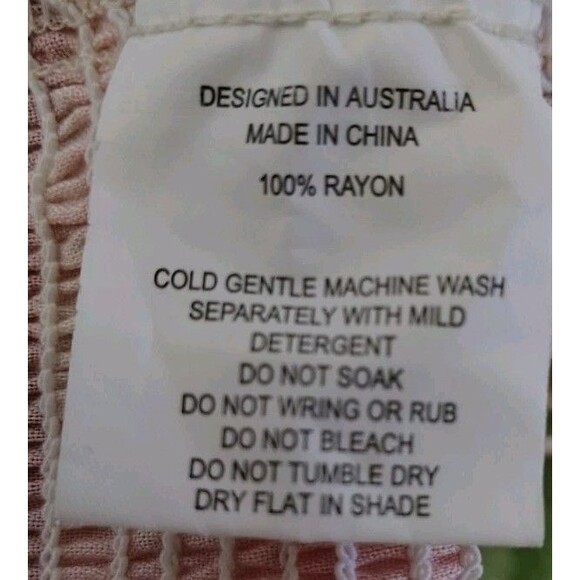 DESIGNED IN AUSTRALIA
MADE IN CHINA
100% RAYON
COLD GENTLE MACHINE WASH
SEPARATELY WITH MILD
DETERGENT
DO NOT SOAK
DO NOT WRING OR RUB
DO NOT BLEACH
DO NOT TUMBLE DRY
DRY FLAT IN SHADE